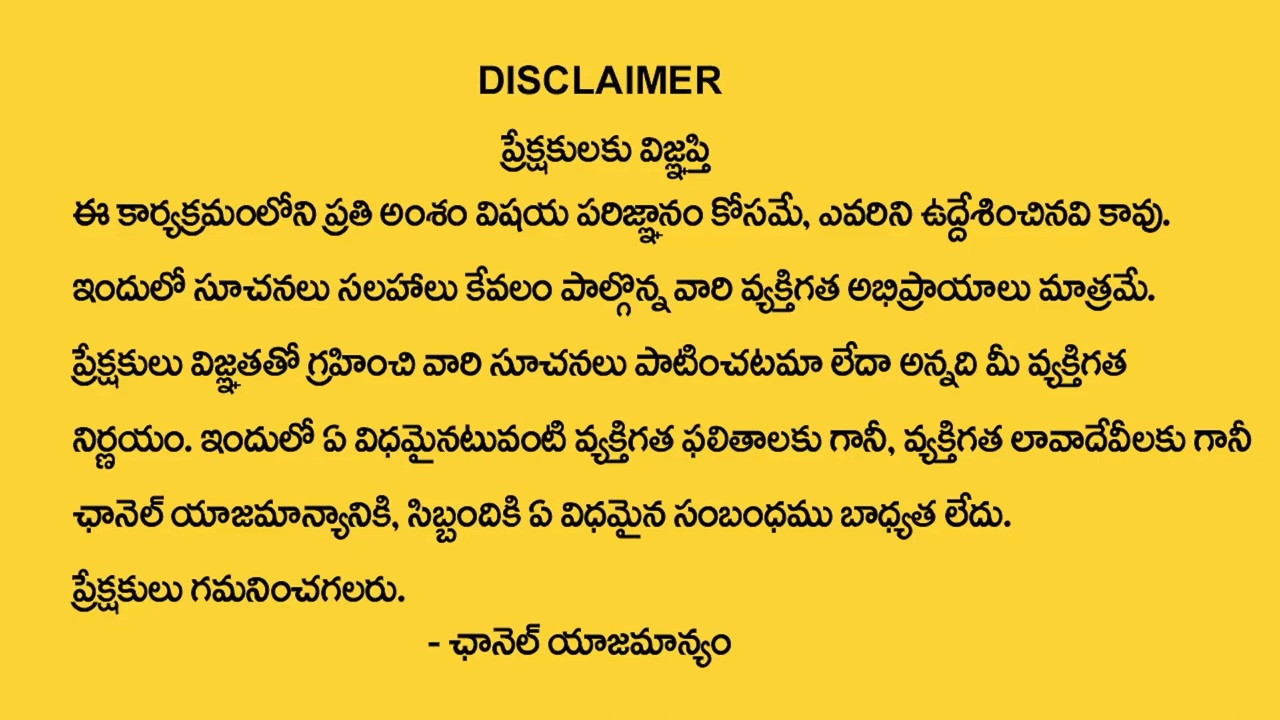 DISCLAIMER
ప్రేక్షకులకు విజ్ఞప్తి
ఈ కార్యక్రమంలోని ప్రతి అంశం విషయ పరిజ్ఞానం కోసమే, ఎవరిని ఉద్దేశించినవి కావు.
ఇందులో సూచనలు సలహాలు కేవలం పాల్గొన్న వారి వ్యక్తిగత అభిప్రాయాలు మాత్రమే.
ప్రేక్షకులు విజ్ఞతతో గ్రహించి వారి సూచనలు పాటించటమా లేదా అన్నది మీ వ్యక్తిగత
నిర్ణయం. ఇందులో ఏ విధమైనటువంటి వ్యక్తిగత ఫలితాలకు గానీ, వ్యక్తిగత లావాదేవీలకు గానీ
ఛానెల్ యాజమాన్యానికి, సిబ్బందికి ఏ విధమైన సంబంధము బాధ్యత లేదు.
ప్రేక్షకులు గమనించగలరు.
- ఛానెల్ యాజమాన్యం